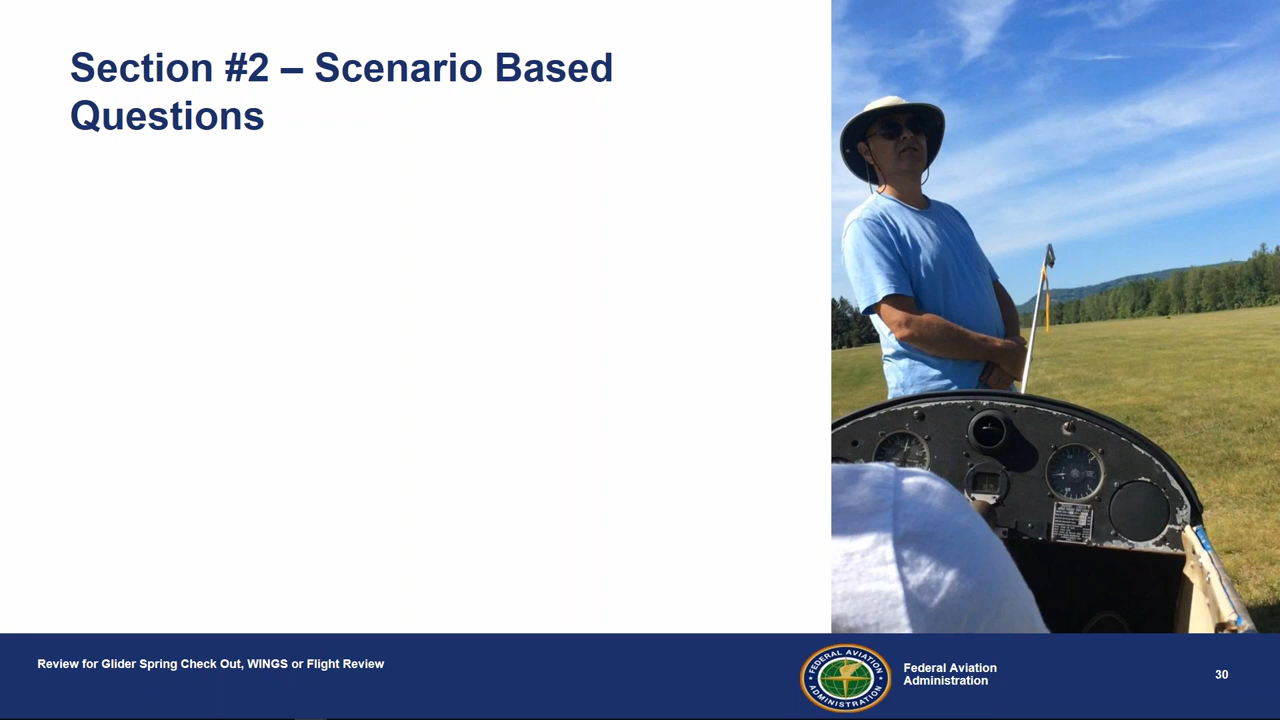 Section #2 – Scenario Based
Questions
Review for Glider Spring Check Out, WINGS or Flight Review
FEDERAL AVIATION
ADMINISTRATION
Federal Aviation
Administration
30